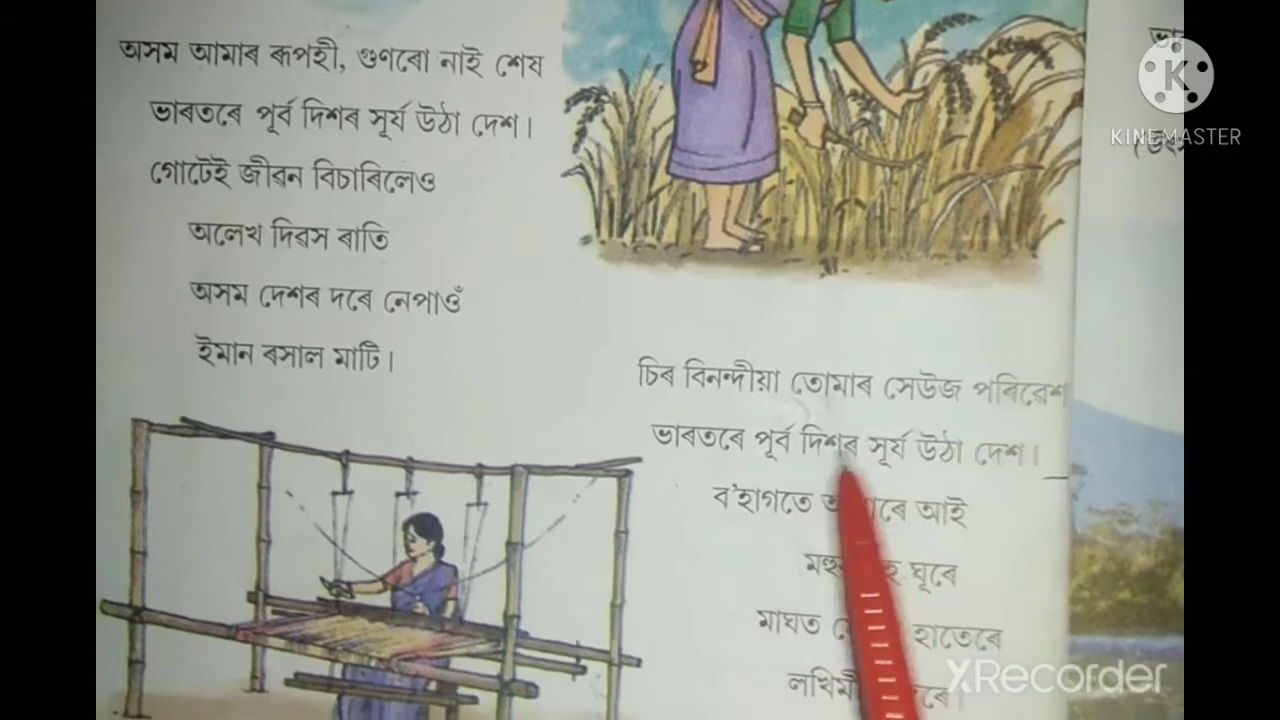 অসম আমাৰ ৰূপহী, গুণৰো নাই শেষ
ভাৰতৰে পূৰ্ব দিশৰ সূৰ্য উঠা দেশ।
গোটেই জীৱন বিচাৰিলেও
অলেখ দিৱস ৰাতি
অসম দেশৰ দৰে নেপাওঁ
ইমান ৰসাল মাটি।
চিৰ বিনন্দীয়া তোমাৰ সেউজ পৰিৱেশ
ভাৰতৰে পূৰ্ব দিশৰ সূৰ্য উঠা দেশ।
ব'হাগতে আই
ঘূৰে
মাঘত হাতেৰে
KINEMASTER
XRecorder